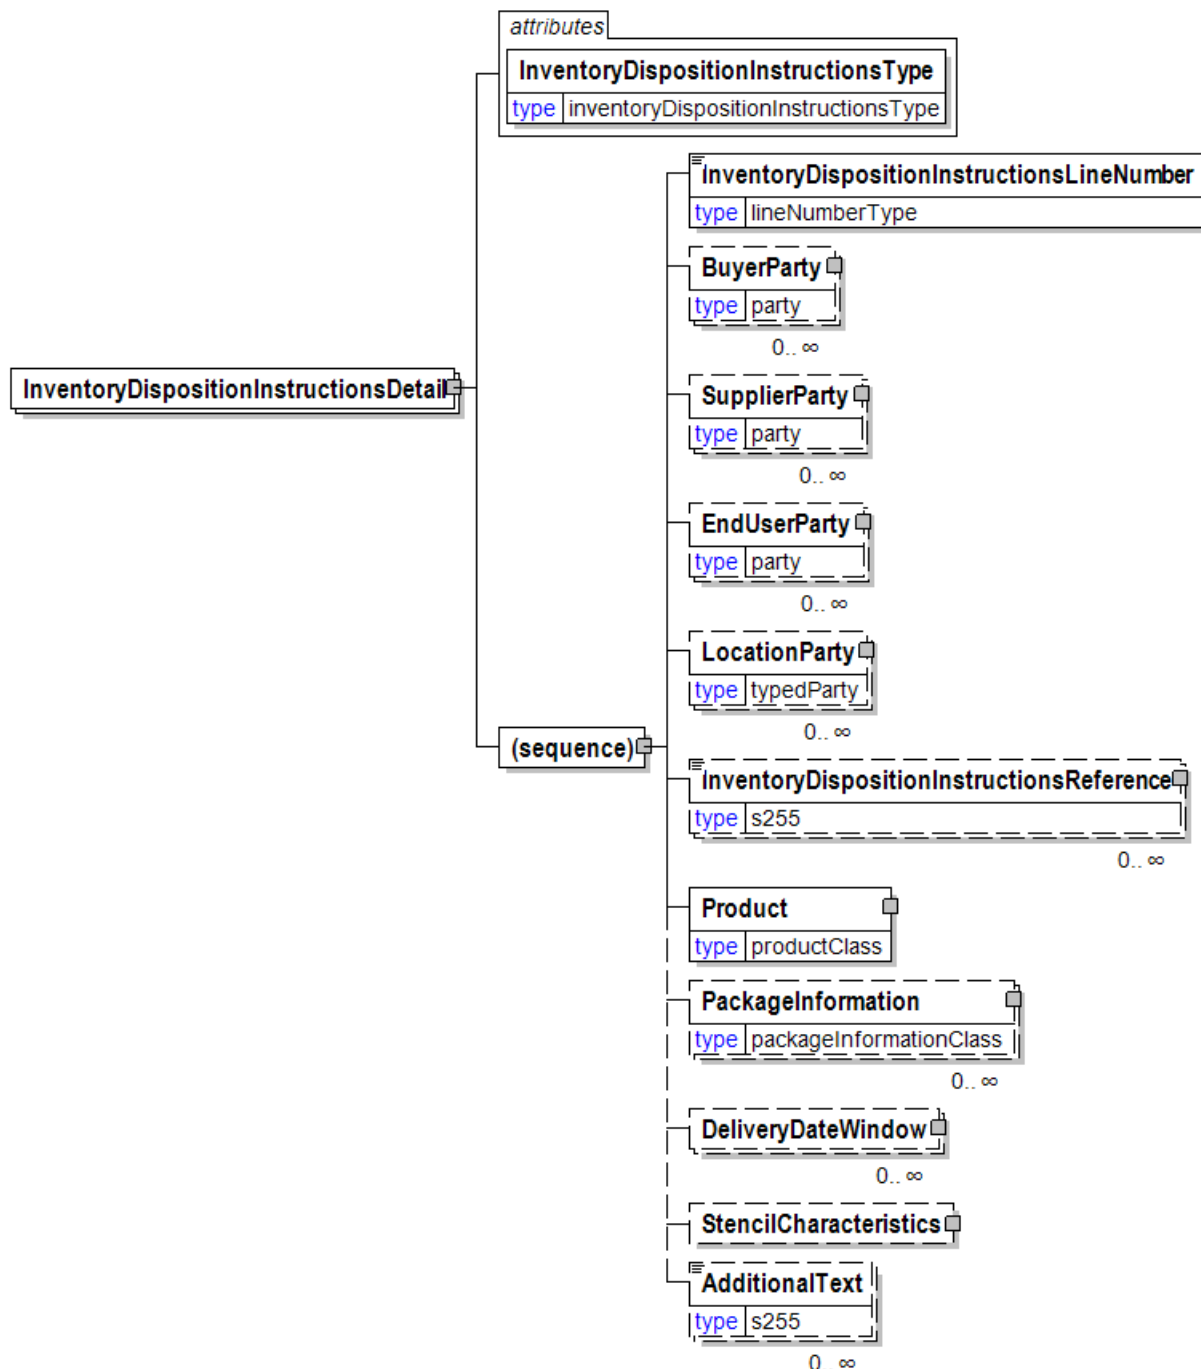 attributes
InventoryDispositionInstructionsType
type inventoryDispositionInstructionsType
InventoryDispositionInstructionsLineNumber
type lineNumberType
BuyerParty
type party
0.. ∞
InventoryDispositionInstructionsDetail
SupplierParty
type party
0.. ∞
EndUserParty
type party
0.. ∞
LocationParty
type typedParty
0.. ∞
(sequence)
InventoryDispositionInstructionsReference
type s255
0.. ∞
Product
type productClass
PackageInformation
type packageInformationClass
0.. ∞
DeliveryDateWindow
0.. ∞
StencilCharacteristics
AdditionalText
type s255
0.. ∞